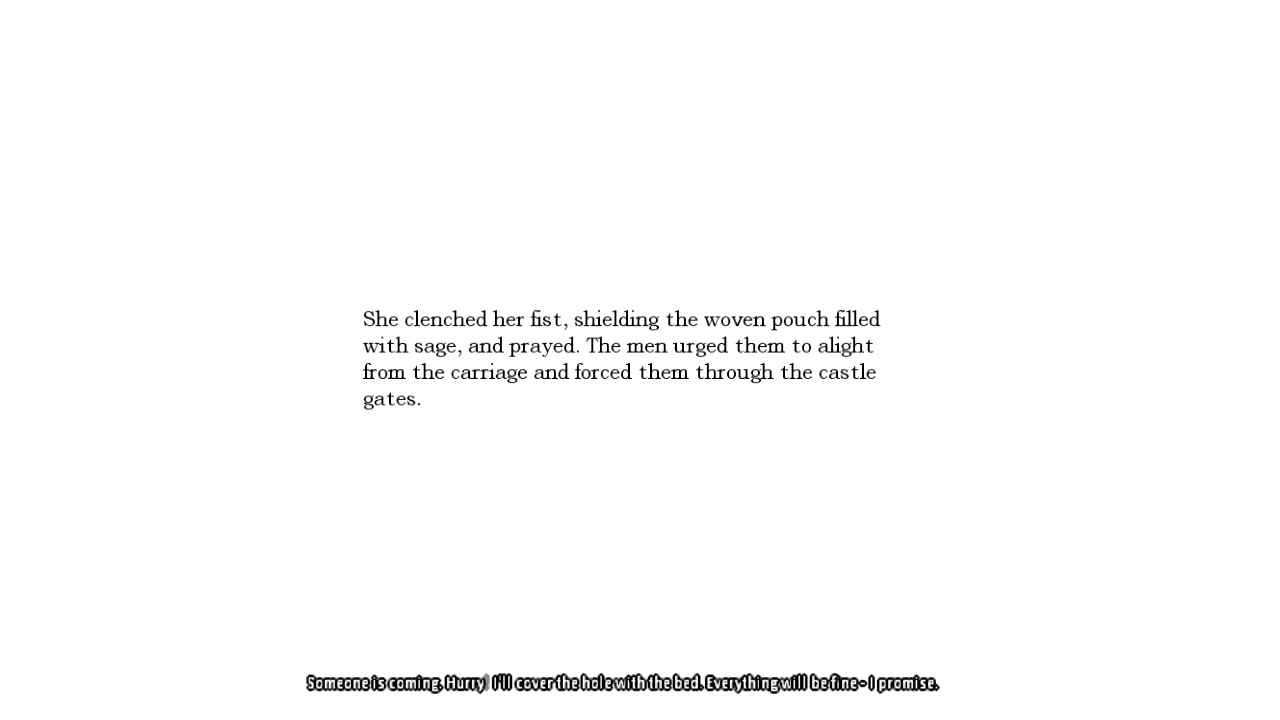 She clenched her fist, shielding the woven pouch filled
with sage, and prayed. The men urged them to alight
from the carriage and forced them through the castle
gates.
Someone is coming. Hurry! I'll cover the hole with the bed. Everything will be fine - I promise.